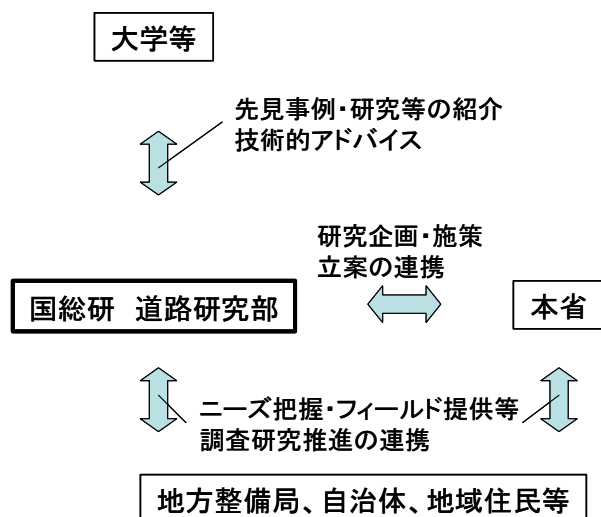 大学等
先見事例・研究等の紹介
技術的アドバイス
研究企画・施策
立案の連携
国総研　道路研究部
本省
ニーズ把握・フィールド提供等
調査研究推進の連携
地方整備局、自治体、地域住民等